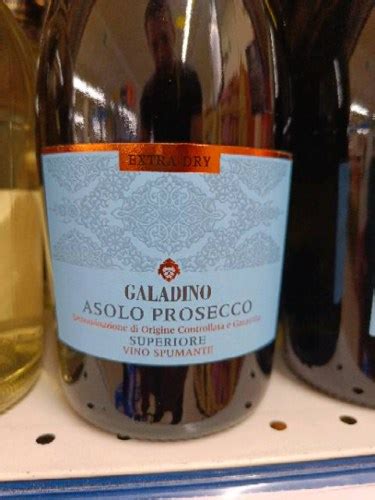 EXTRA DRY
GALADINO
ASOLO PROSECCO
Denominazione di Origine Controllata e Garantita
SUPERIORE
VINO SPUMANTE